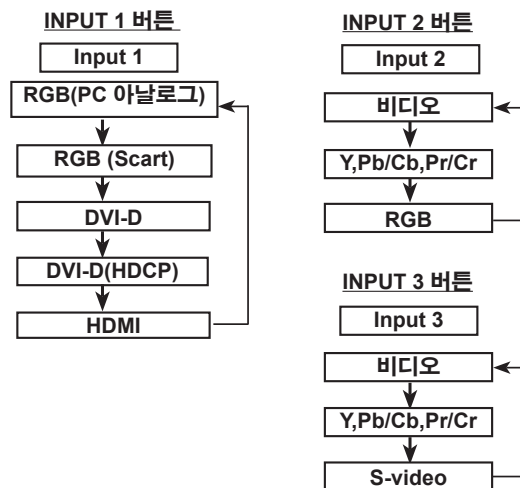 INPUT 1 버튼
Input 1
RGB(PC 아날로그)
RGB (Scart)
DVI-D
DVI-D(HDCP)
HDMI
INPUT 2 버튼
Input 2
비디오
Y,Pb/Cb,Pr/Cr
RGB
INPUT 3 버튼
Input 3
비디오
Y,Pb/Cb,Pr/Cr
S-video